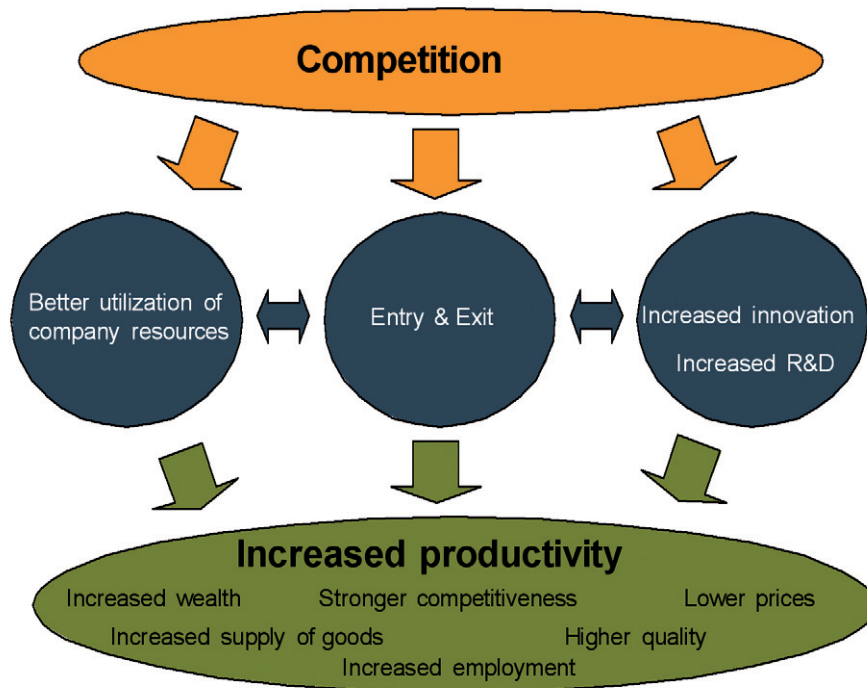 Competition
Better utilization of
company resources
Entry & Exit
Increased innovation
Increased R&D
Increased productivity
Increased wealth Stronger competitiveness Lower prices
Increased supply of goods Higher quality
Increased employment